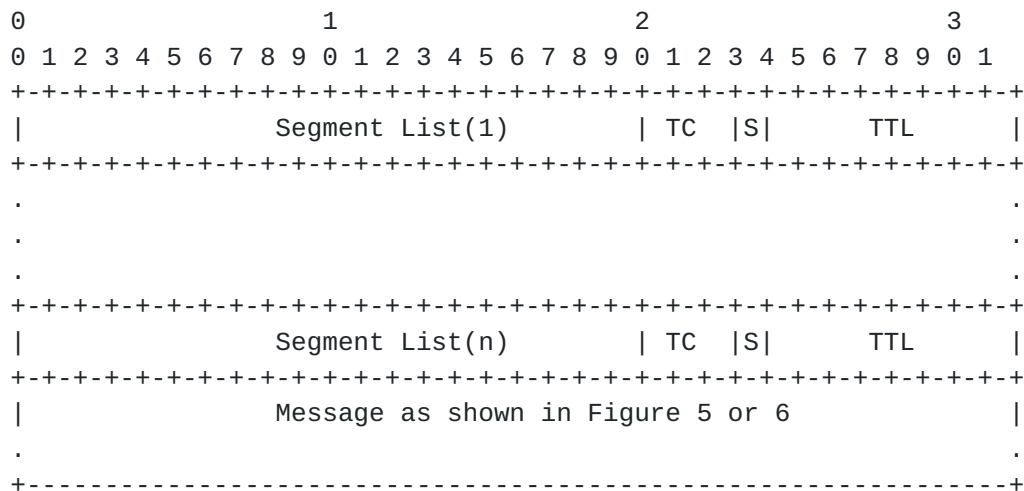 0                   1                   2                   3
0 1 2 3 4 5 6 7 8 9 0 1 2 3 4 5 6 7 8 9 0 1 2 3 4 5 6 7 8 9 0 1
+-+-+-+-+-+-+-+-+-+-+-+-+-+-+-+-+-+-+-+-+-+-+-+-+-+-+-+-+-+-+-+-+
|                Segment List(1)        | TC  |S|      TTL      |
+-+-+-+-+-+-+-+-+-+-+-+-+-+-+-+-+-+-+-+-+-+-+-+-+-+-+-+-+-+-+-+-+
.                                                               .
.                                                               .
.                                                               .
+-+-+-+-+-+-+-+-+-+-+-+-+-+-+-+-+-+-+-+-+-+-+-+-+-+-+-+-+-+-+-+-+
|                Segment List(n)        | TC  |S|      TTL      |
+-+-+-+-+-+-+-+-+-+-+-+-+-+-+-+-+-+-+-+-+-+-+-+-+-+-+-+-+-+-+-+-+
|                Message as shown in Figure 5 or 6              |
.                                                               .
+---------------------------------------------------------------+